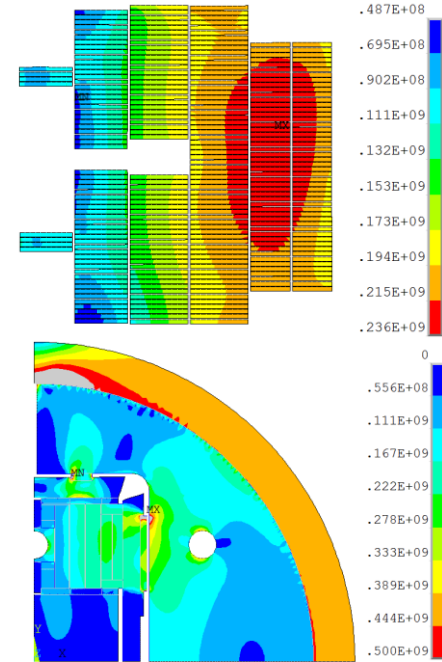 .487E+08
.695E+08
.902E+08
MN
.111E+09
MX
.132E+09
.153E+09
.173E+09
.194E+09
.215E+09
.236E+09
0
.556E+08
.111E+09
.167E+09
MN
.222E+09
MX
.278E+09
.333E+09
.389E+09
.444E+09
Y
.500E+09
Z X